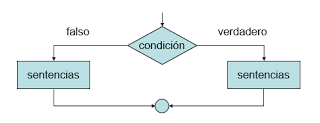 falso
verdadero
condición
sentencias
sentencias